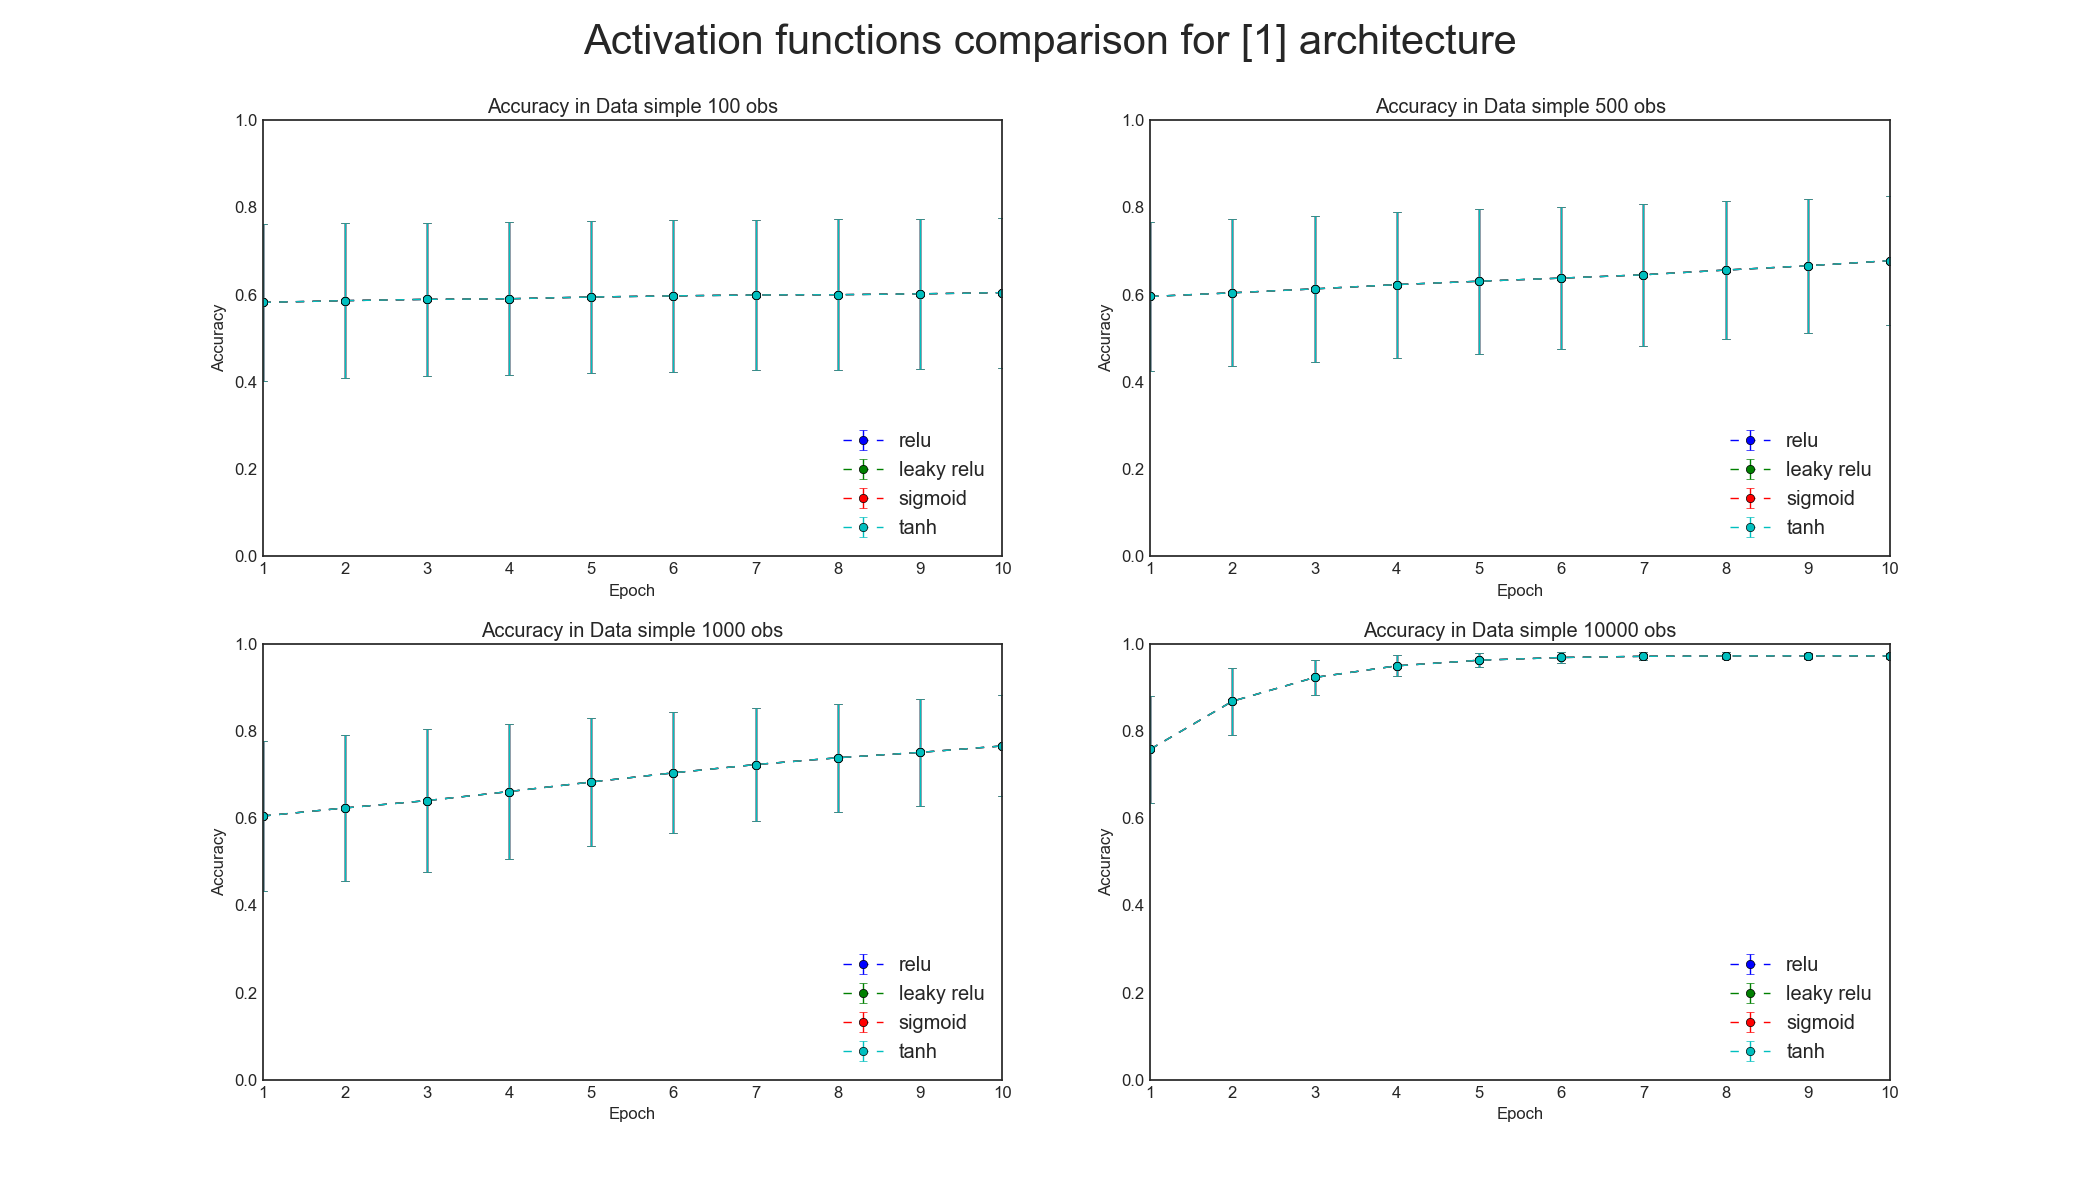 Activation functions comparison for [1] architecture
Accuracy in Data simple 100 obs
1.0
0.8
0.6
0.4
0.2
0.0
Accuracy
relu
leaky relu
sigmoid
tanh
1 2 3 4 5 6 7 8 9 10
Epoch
Accuracy in Data simple 500 obs
1.0
0.8
0.6
0.4
0.2
0.0
Accuracy
relu
leaky relu
sigmoid
tanh
1 2 3 4 5 6 7 8 9 10
Epoch
Accuracy in Data simple 1000 obs
1.0
0.8
0.6
0.4
0.2
0.0
Accuracy
relu
leaky relu
sigmoid
tanh
1 2 3 4 5 6 7 8 9 10
Epoch
Accuracy in Data simple 10000 obs
1.0
0.8
0.6
0.4
0.2
0.0
Accuracy
relu
leaky relu
sigmoid
tanh
1 2 3 4 5 6 7 8 9 10
Epoch